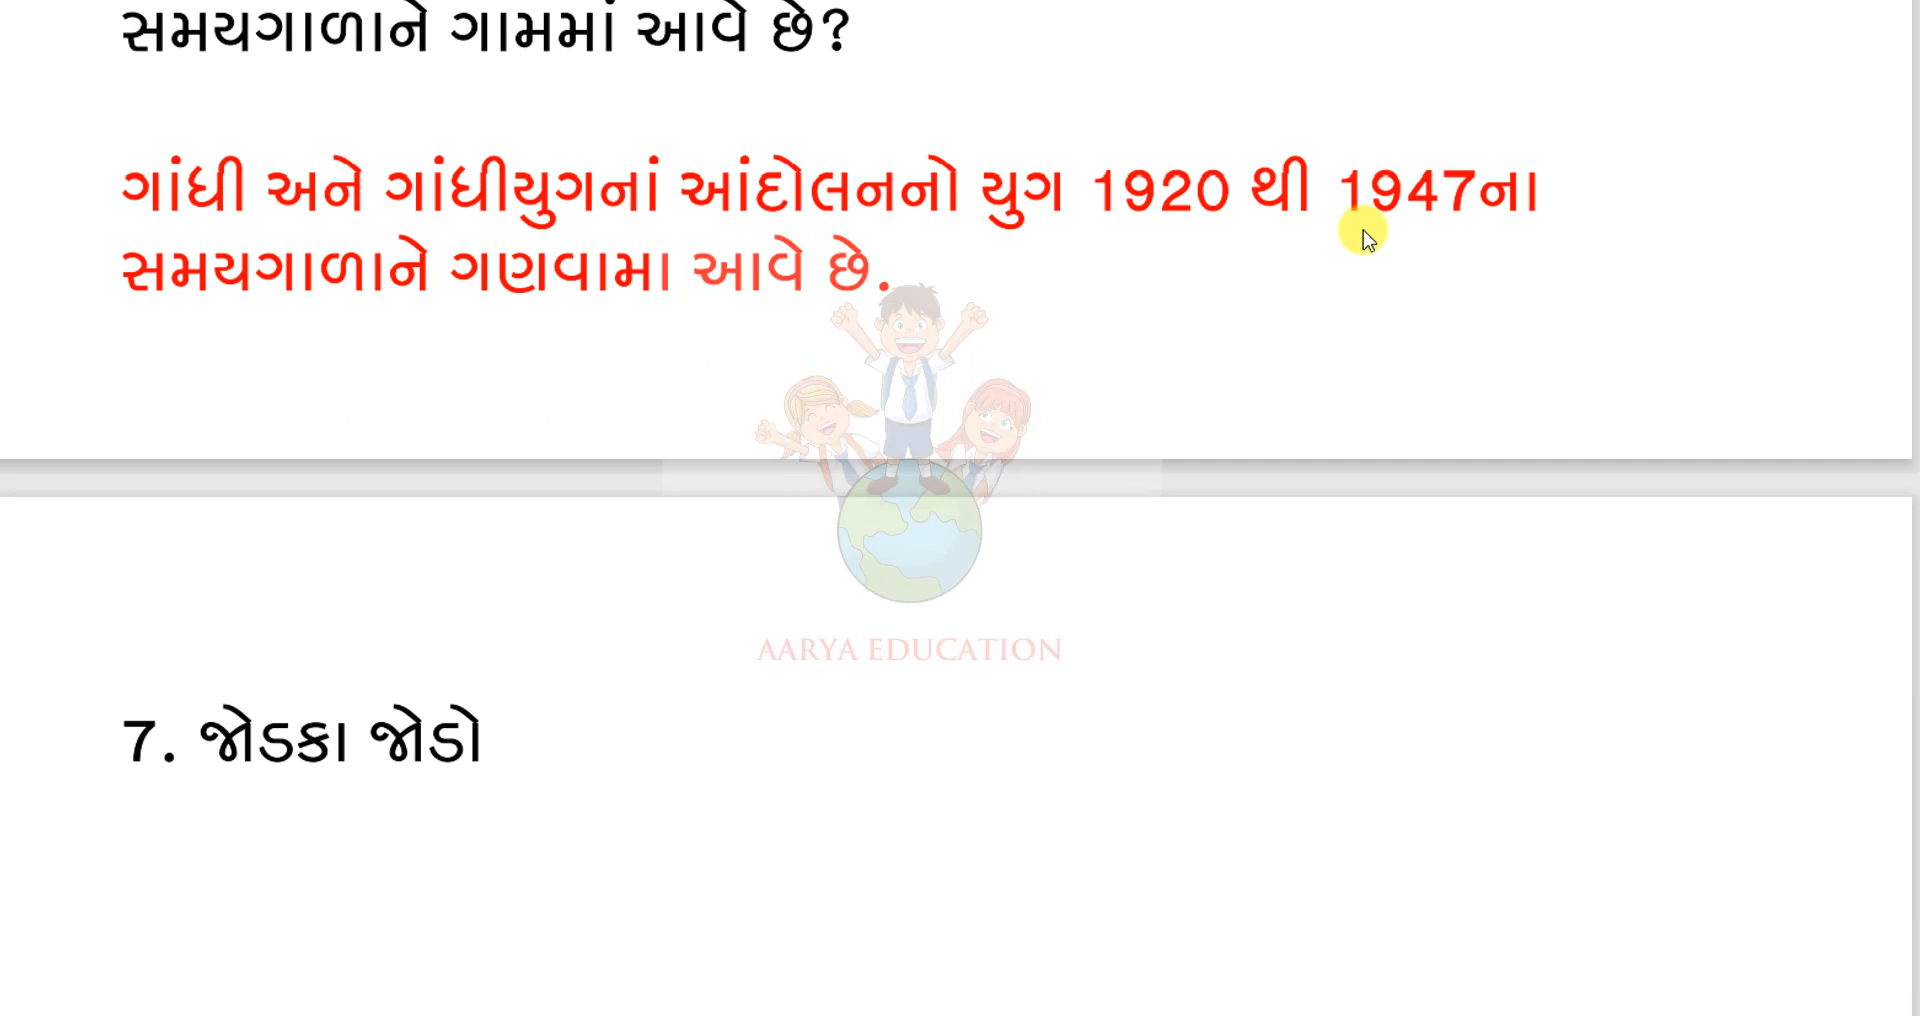 સમયગાળાને ગામમાં આવે છે?
ગાંધી અને ગાંધીયુગનાં આંદોલનનો યુગ 1920 થી 1947ના
સમયગાળાને ગણવામા આવે છે.
AARYA EDUCATION
7. જોડકા જોડો